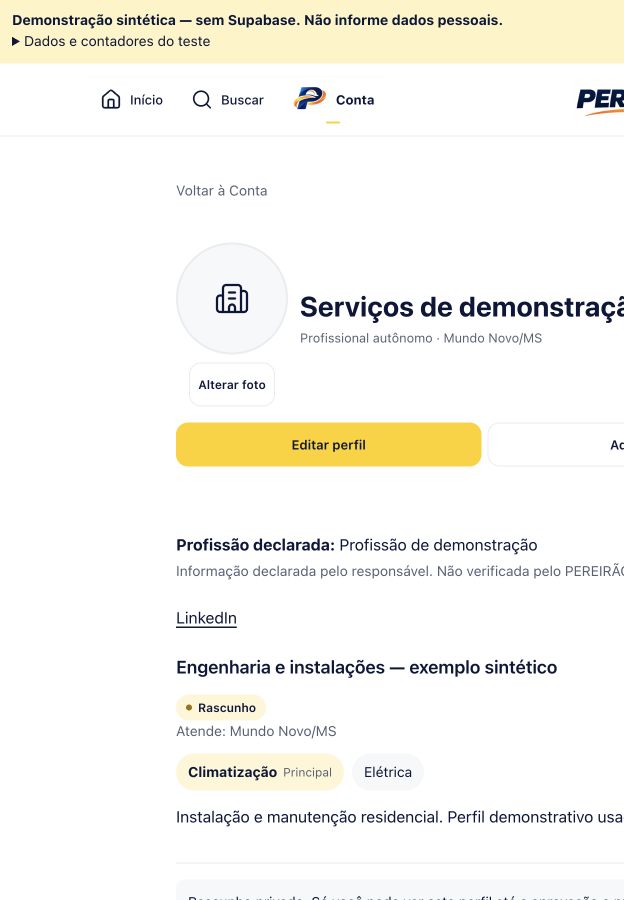 Demonstração sintética — sem Supabase. Não informe dados pessoais.
Dados e contadores do teste
Início Buscar Conta
Voltar à Conta
Serviços de
Profissional autônomo · Mundo Novo/MS
Alterar foto
Editar perfil
Profissão declarada: Profissão de demonstração
Informação declarada pelo responsável. Não verificada pelo
LinkedIn
Engenharia e instalações — exemplo sintético
Rascunho
Atende: Mundo Novo/MS
Climatização Principal Elétrica
Instalação e manutenção residencial. Perfil demonstrativo